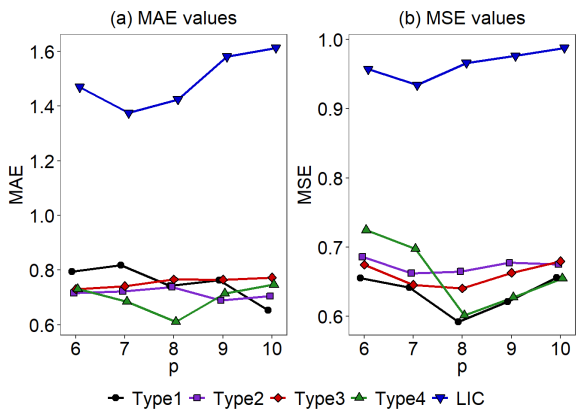 (a) MAE values
(b) MSE values
MAE
1.6
1.4
1.2
1.0
0.8
0.6
6 7 8 9 10
p
MSE
1.0
0.9
0.8
0.7
0.6
6 7 8 9 10
p
Type1 Type2 Type3 Type4 LIC